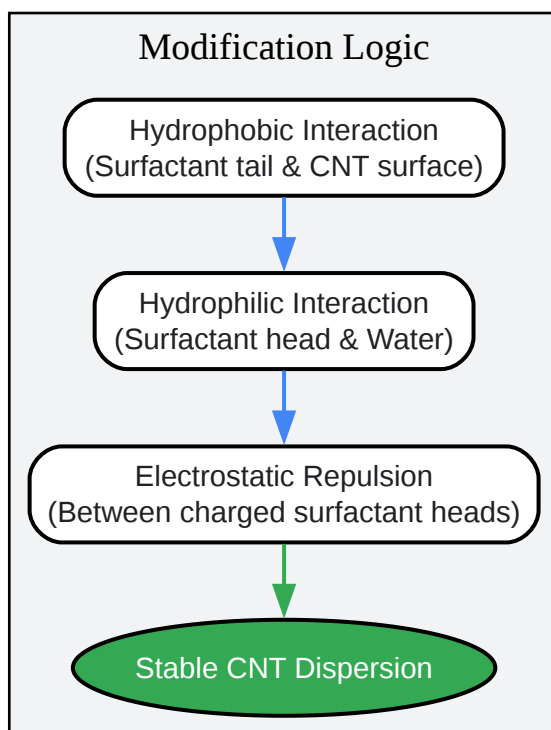 Modification Logic
Hydrophobic Interaction
(Surfactant tail & CNT surface)
Hydrophilic Interaction
(Surfactant head & Water)
Electrostatic Repulsion
(Between charged surfactant heads)
Stable CNT Dispersion